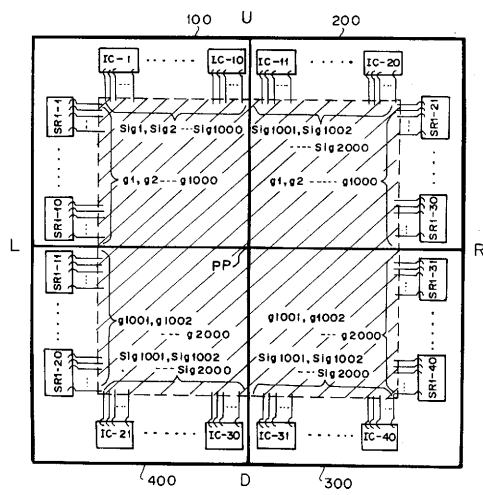 100 U 200
IC-1 IC-10 IC-11 IC-20
SR1-1 SR1-21
Sig1, Sig2 ---Sig1000 Sig1001, Sig1002
----- Sig2000
g1, g2 ---- g1000 g1, g2 ---- g1000
SR1-10 SR1-30
L R
PP
SR1-11 SR1-31
g1001, g1002 g1001, g1002
---- g2000 ---- g2000
Sig1001, Sig1002 Sig1001, Sig1002
----- Sig2000 ----- Sig2000
SR1-20 SR1-40
IC-21 IC-30 IC-31 IC-40
400 D 300